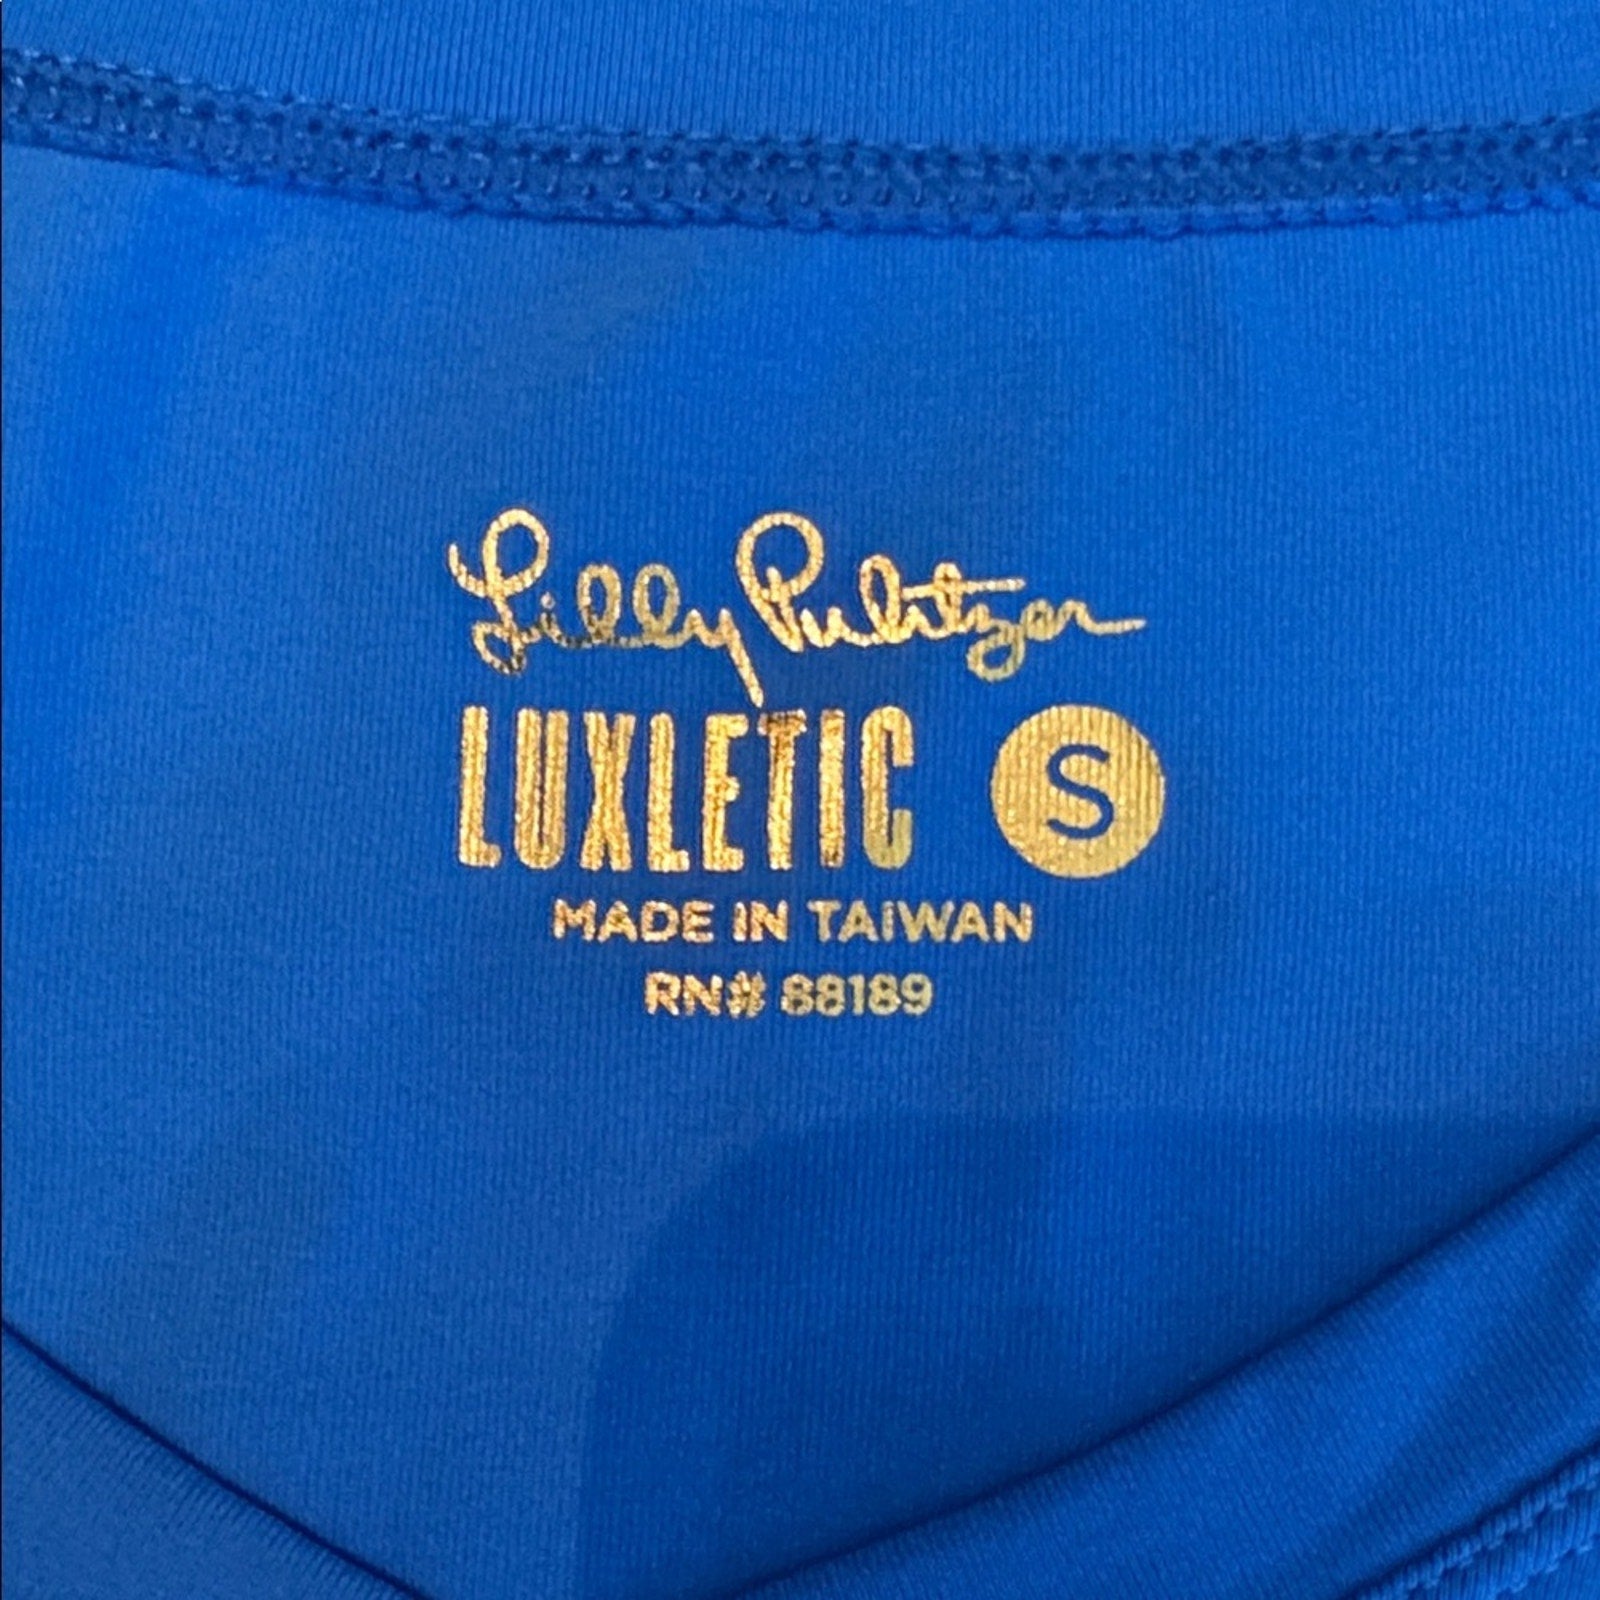 Lilly Pulitzer
LUXLETIC S
MADE IN TAIWAN
RN# 88189